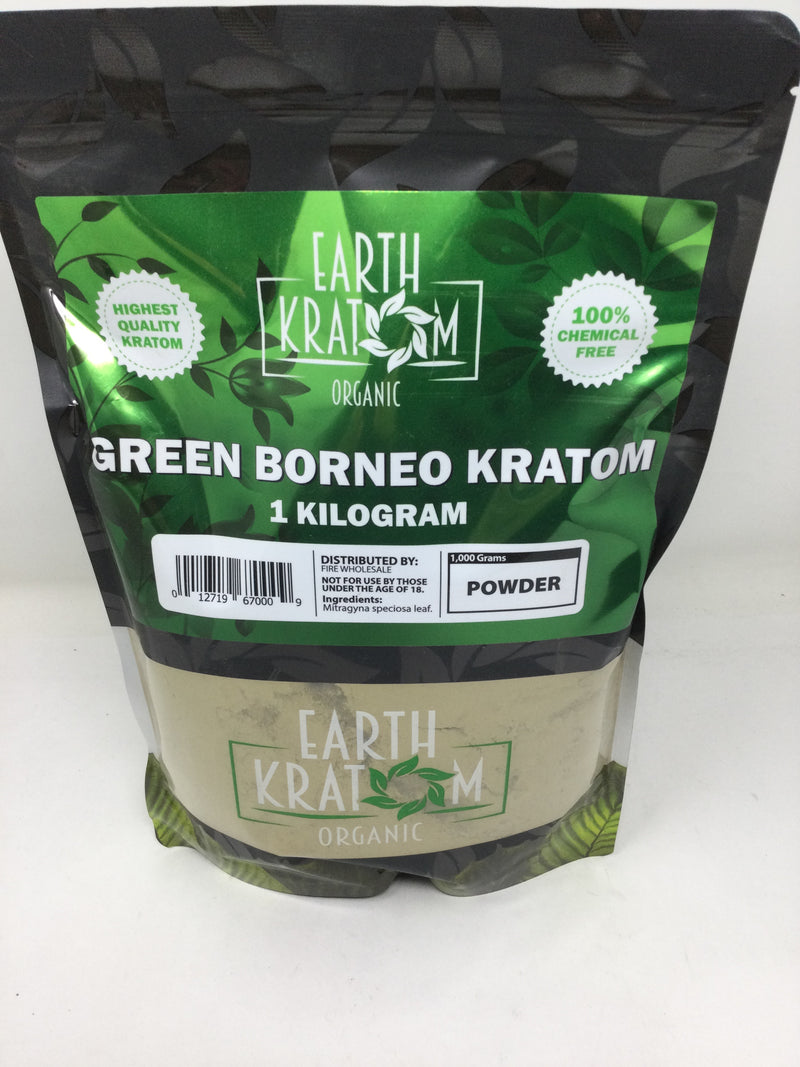 EARTH
KRATOM
ORGANIC
HIGHEST
QUALITY
KRATOM
100%
CHEMICAL
FREE
GREEN BORNEO KRATOM
1 KILOGRAM
0 12719 67000 9
DISTRIBUTED BY:
FIRE WHOLESALE
NOT FOR USE BY THOSE
UNDER THE AGE OF 18.
Ingredients:
Mitragyna speciosa leaf.
1,000 Grams
POWDER
EARTH
KRATOM
ORGANIC